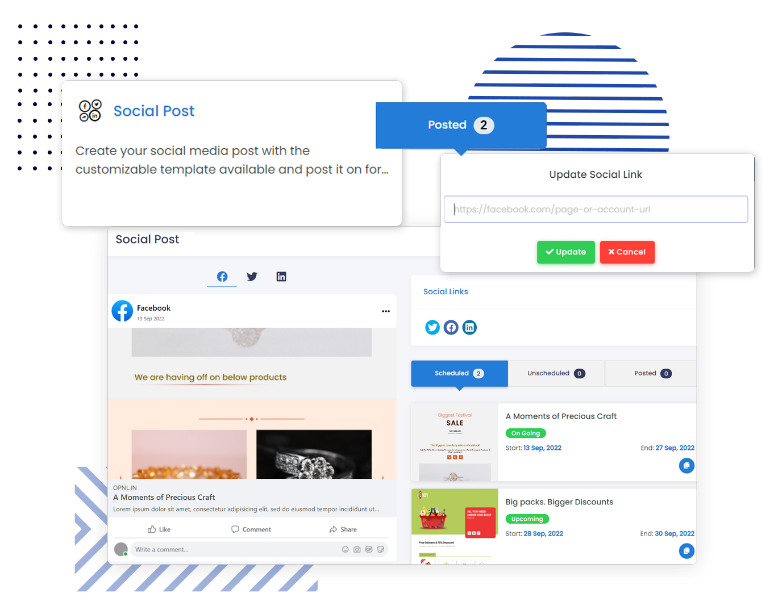 Social Post
Create your social media post with the
customizable template available and post it on for...
Posted 2
Update Social Link
https://facebook.com/page-or-account-url
Update
Cancel
Social Post
Facebook
13 Sep 2022
We are having off on below products
OPNL.IN
A Moments of Precious Craft
Lorem ipsum dolor sit amet, consectetur adipisicing elit, sed do eiusmod tempor incididunt ut...
Like
Comment
Share
Write a comment...
Social Links
Scheduled 2
Unscheduled 0
Posted 0
Biggest Festival
SALE
A Moments of Precious Craft
On Going
Start: 13 Sep, 2022
End: 27 Sep, 2022
Big packs. Bigger Discounts
Upcoming
Start: 28 Sep, 2022
End: 30 Sep, 2022